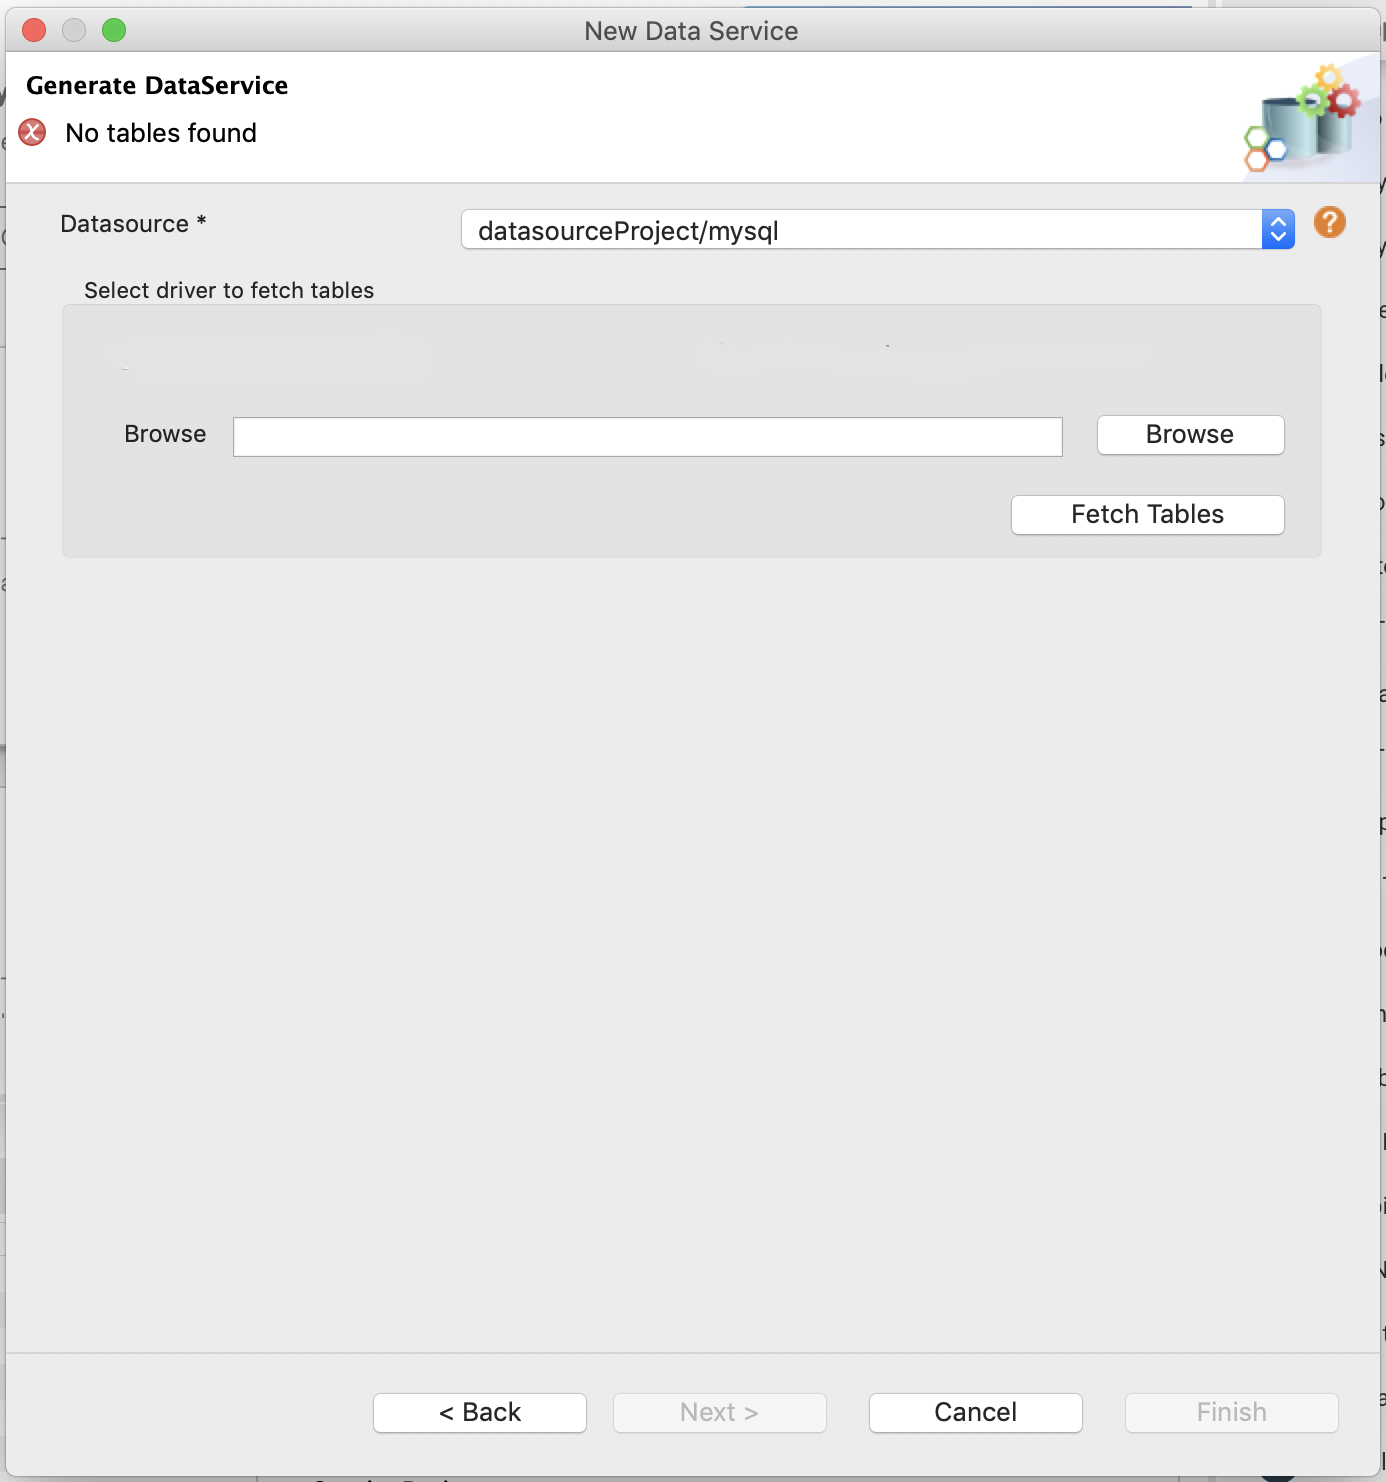 New Data Service
Generate DataService
No tables found
Datasource *
datasourceProject/mysql
?
Select driver to fetch tables
Browse
Browse
Fetch Tables
< Back
Next >
Cancel
Finish